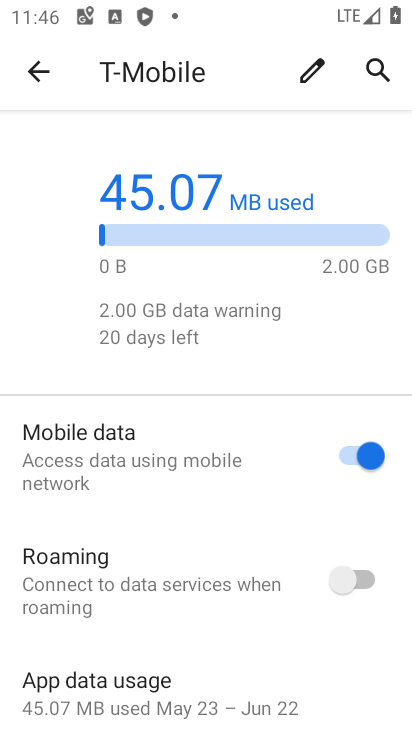 11:46
LTE
T-Mobile
45.07 MB used
0 B 2.00 GB
2.00 GB data warning
20 days left
Mobile data
Access data using mobile
network
Roaming
Connect to data services when
roaming
App data usage
45.07 MB used May 23 – Jun 22